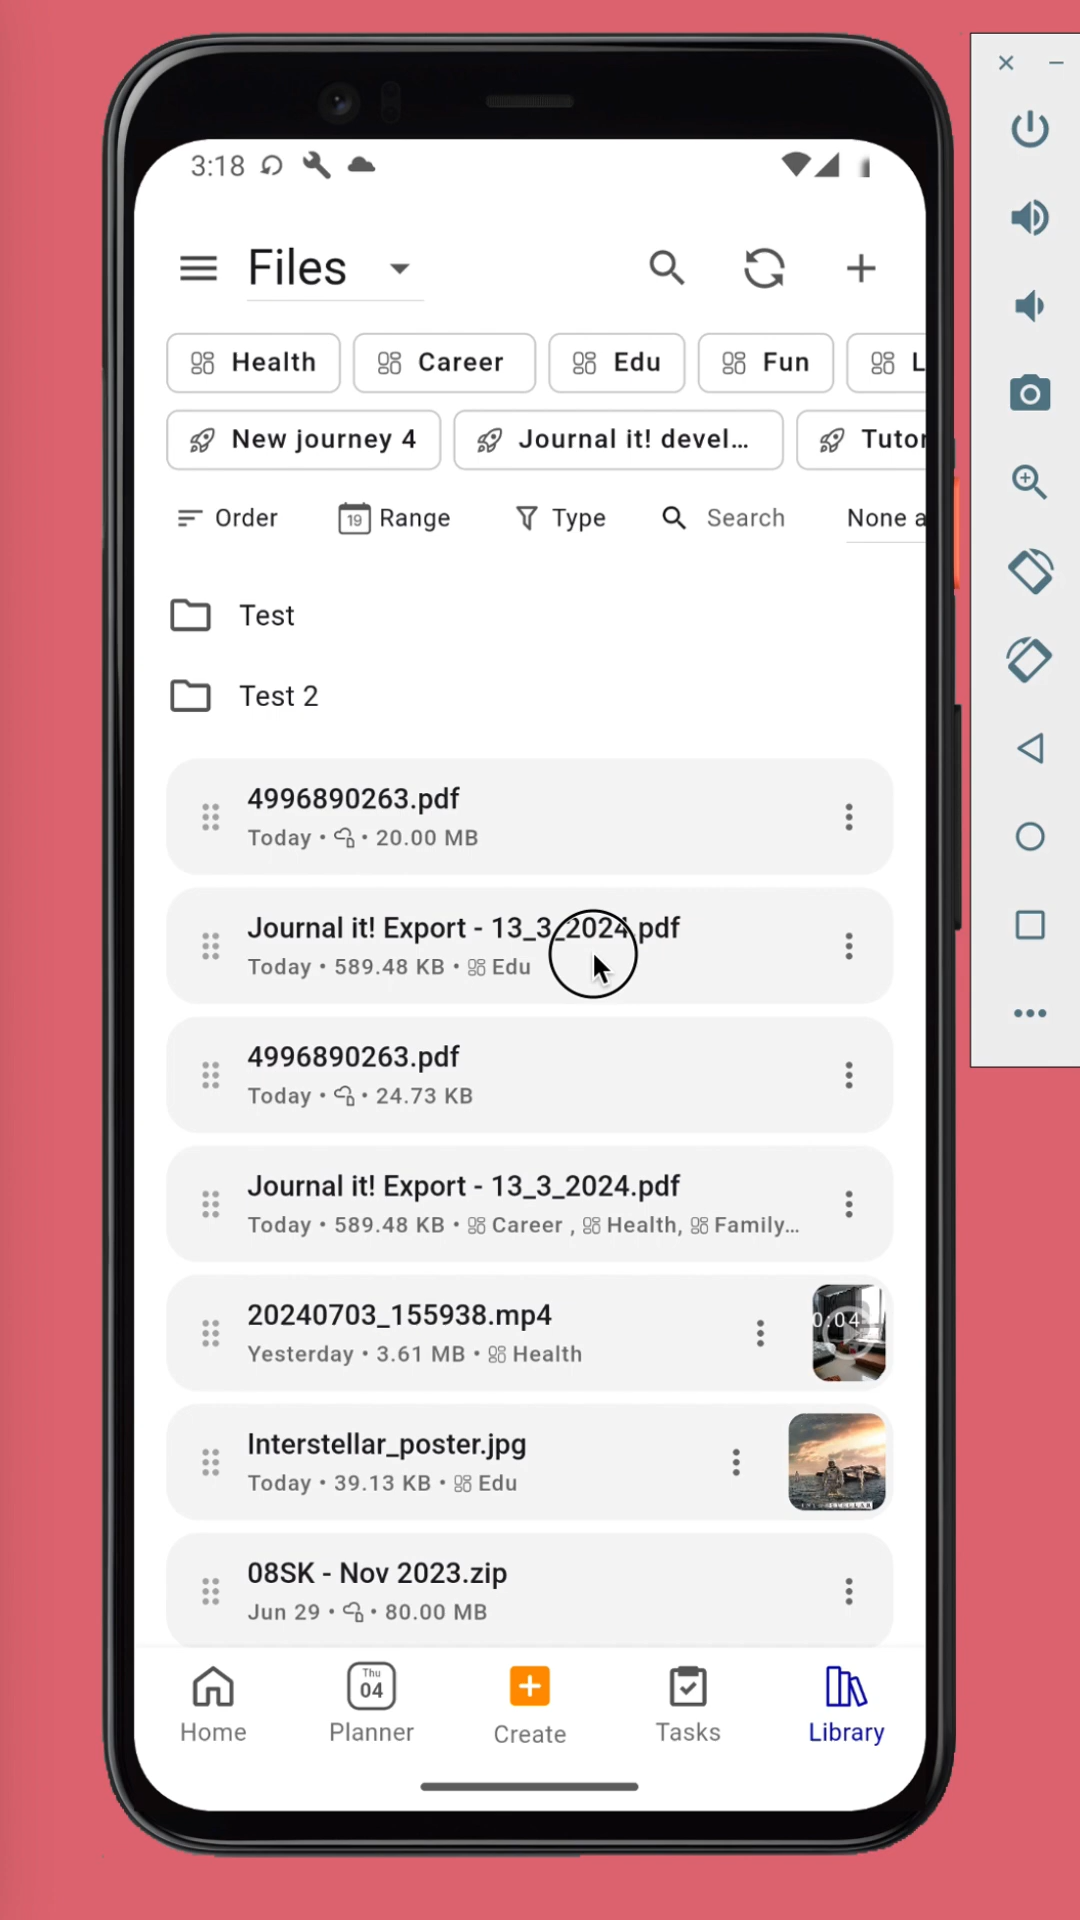 3:18
Files
Health Career Edu Fun L
New journey 4 Journal it! devel... Tutor
Order 19 Range Type Search None a
Test
Test 2
4996890263.pdf
Today • 20.00 MB
Journal it! Export - 13_3_2024.pdf
Today • 589.48 KB • Edu
4996890263.pdf
Today • 24.73 KB
Journal it! Export - 13_3_2024.pdf
Today • 589.48 KB • Career , Health, Family...
20240703_155938.mp4
0:04
Yesterday • 3.61 MB • Health
Interstellar_poster.jpg
Today • 39.13 KB • Edu
08SK - Nov 2023.zip
Jun 29 • 80.00 MB
Thu
04
Home Planner Create Tasks Library